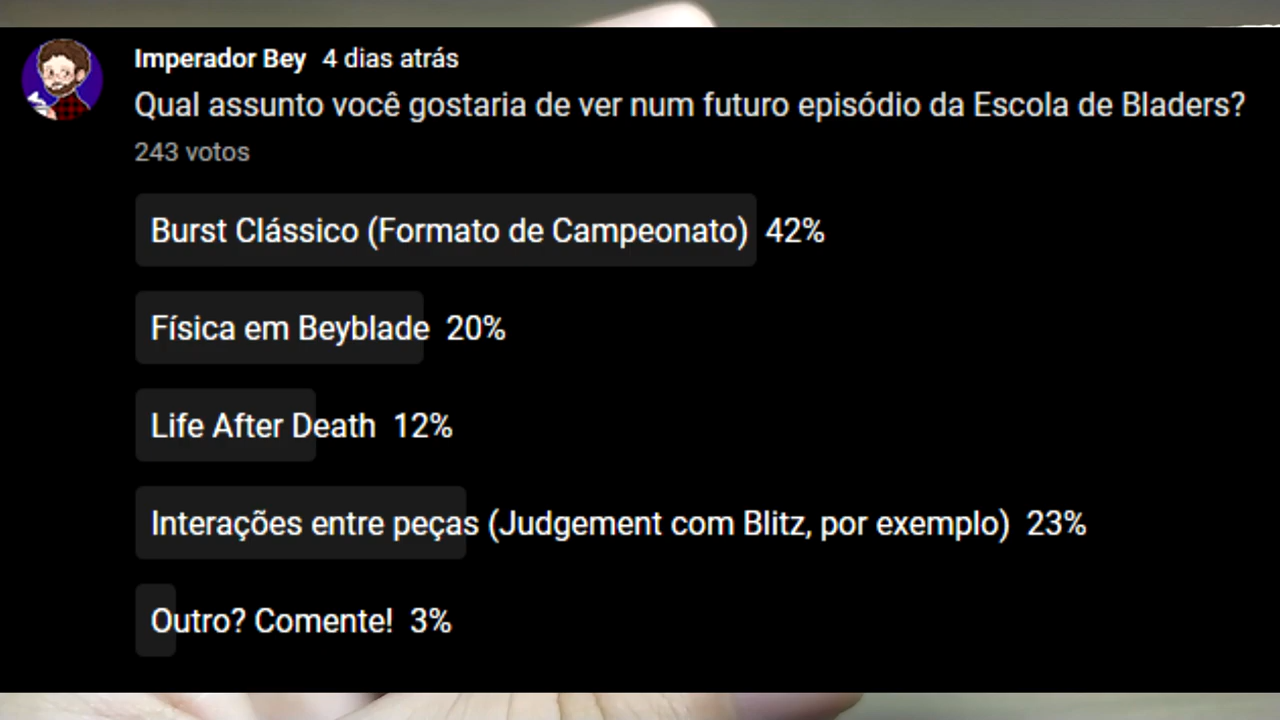 Imperador Bey 4 dias atrás
Qual assunto você gostaria de ver num futuro episódio da Escola de Bladers?
243 votos
Burst Clássico (Formato de Campeonato) 42%
Física em Beyblade 20%
Life After Death 12%
Interações entre peças (Judgement com Blitz, por exemplo) 23%
Outro? Comente! 3%